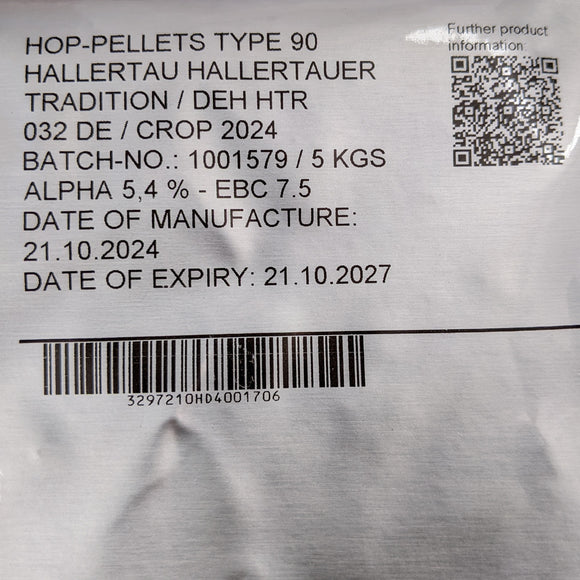 HOP-PELLETS TYPE 90
HALLERTAU HALLERTAUER
TRADITION / DEH HTR
032 DE / CROP 2024
BATCH-NO.: 1001579 / 5 KGS
ALPHA 5,4 % - EBC 7.5
DATE OF MANUFACTURE:
21.10.2024
DATE OF EXPIRY: 21.10.2027
Further product
information:
3297210HD4001706